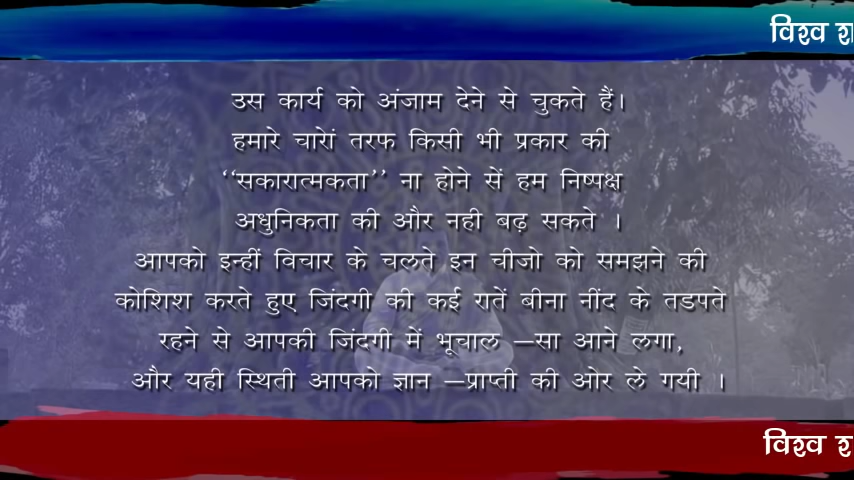 विश्व
उस कार्य को अंजाम देने से चुकते हैं।
हमारे चारों तरफ किसी भी प्रकार की
“सकारात्मकता” ना होने सें हम निष्पक्ष
अधुनिकता की और नही बढ़ सकते ।
आपको इन्हीं विचार के चलते इन चीजो को समझने की
कोशिश करते हुए जिंदगी की कई रातें बीना नींद के तडपते
रहने से आपकी जिंदगी में भूचाल –सा आने लगा,
और यही स्थिती आपको ज्ञान –प्राप्ती की ओर ले गयी ।
विश्व